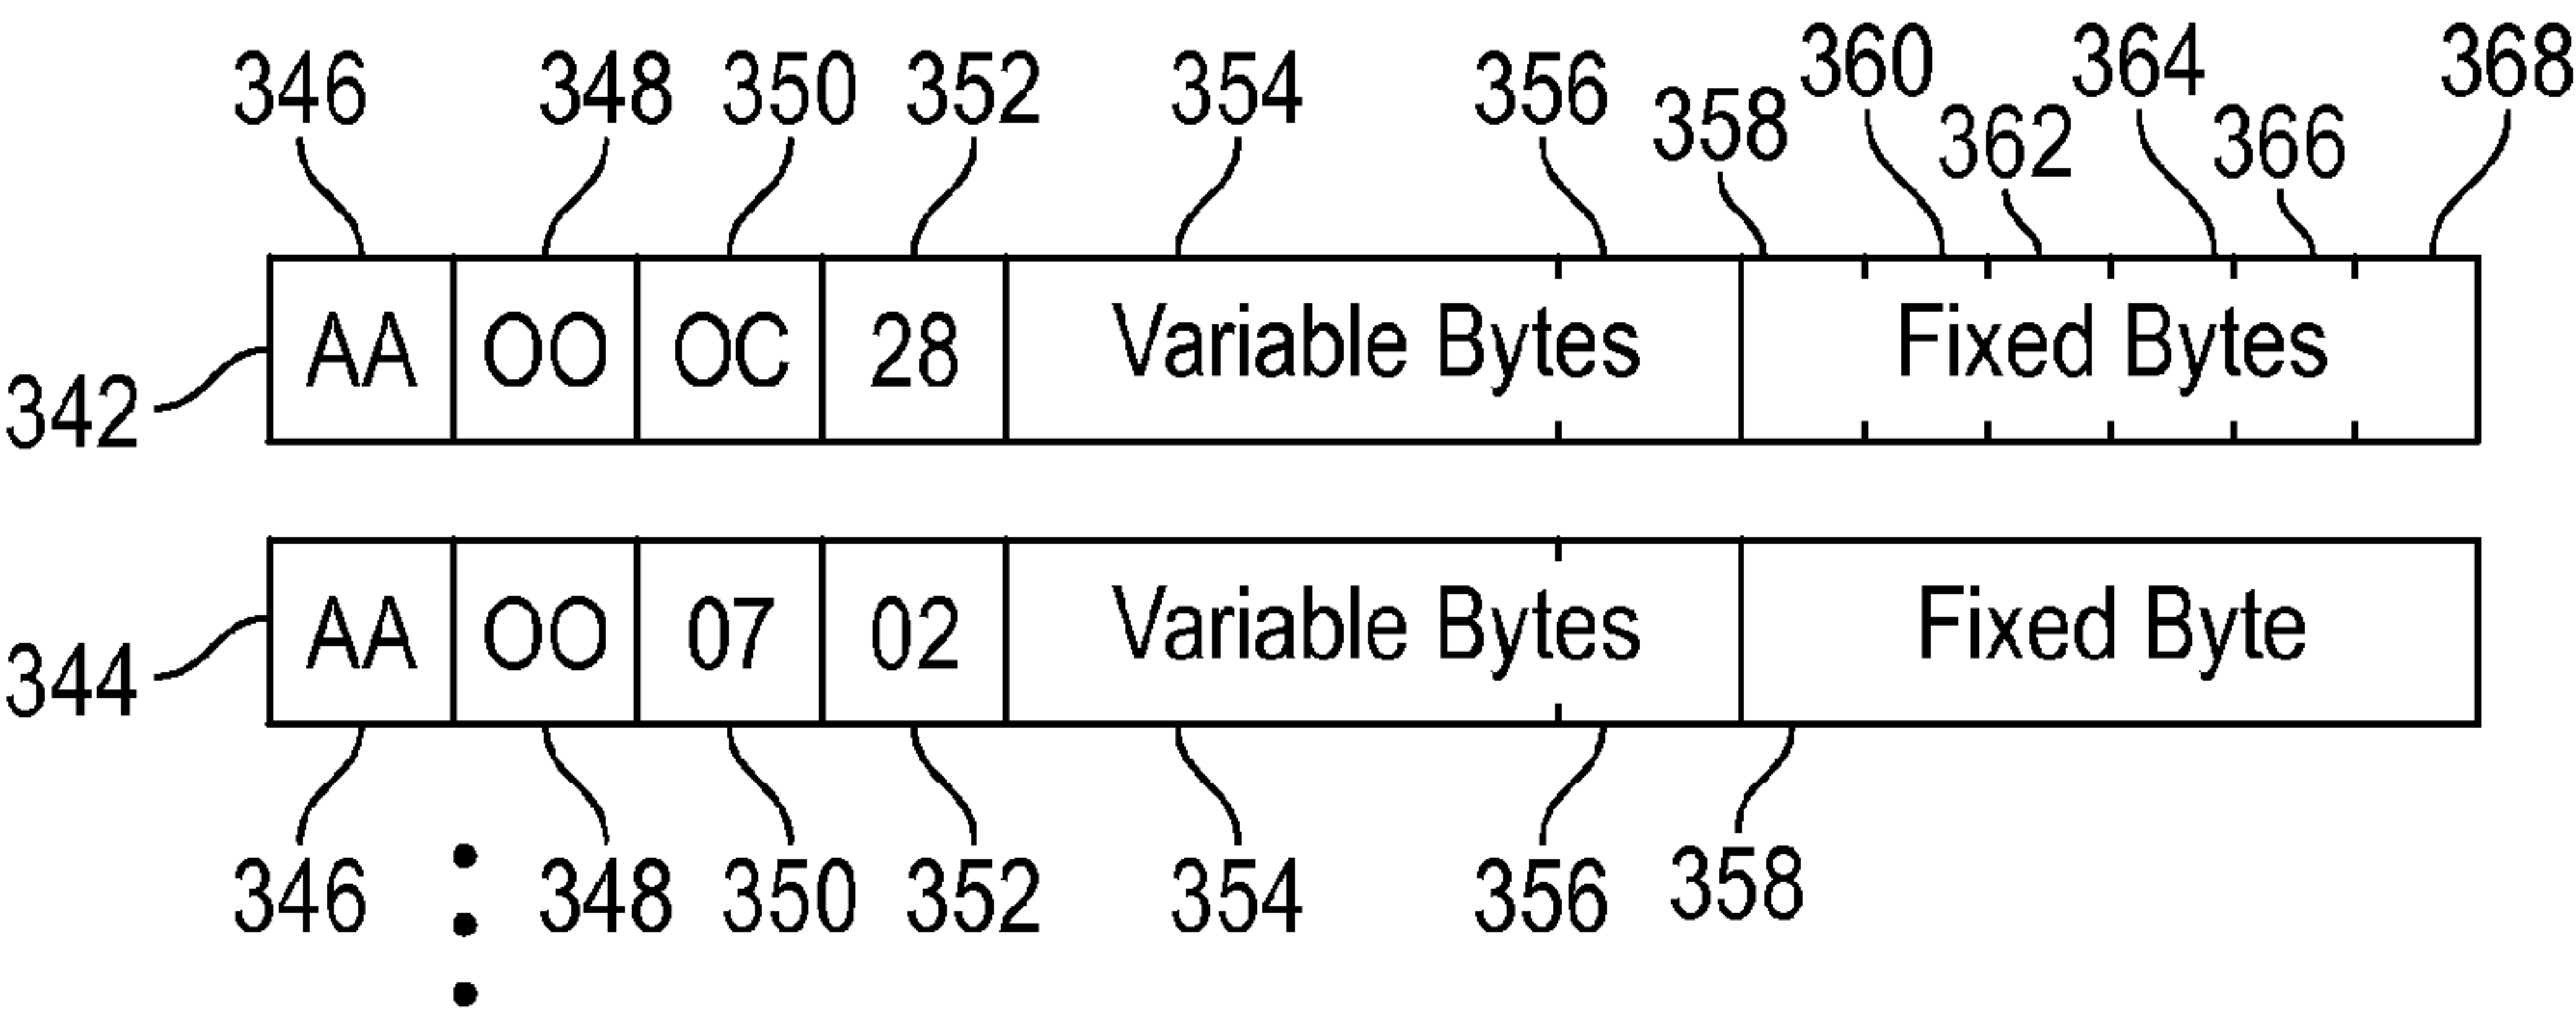 346 348 350 352 354 356 358 360 362 364 366 368
342 AA OO OC 28 Variable Bytes Fixed Bytes
344 AA OO 07 02 Variable Bytes Fixed Byte
346 348 350 352 354 356 358